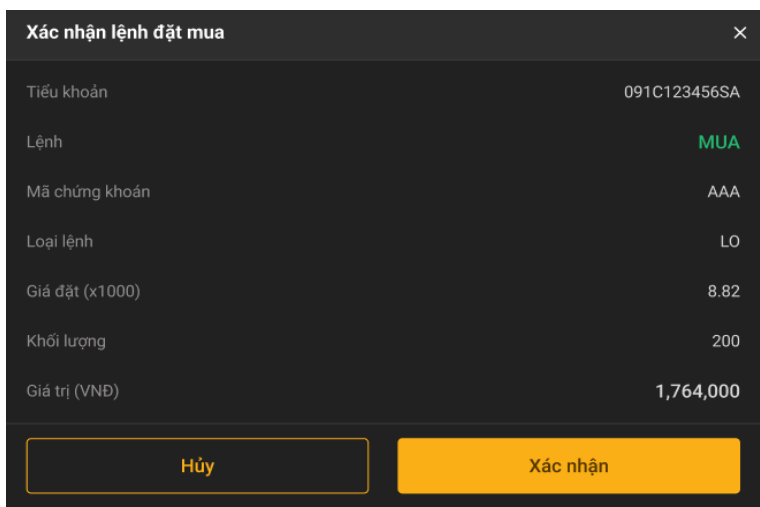 Xác nhận lệnh đặt mua ×
Tiểu khoản 091C123456SA
Lệnh MUA
Mã chứng khoán AAA
Loại lệnh LO
Giá đặt (x1000) 8.82
Khối lượng 200
Giá trị (VNĐ) 1,764,000
Hủy Xác nhận